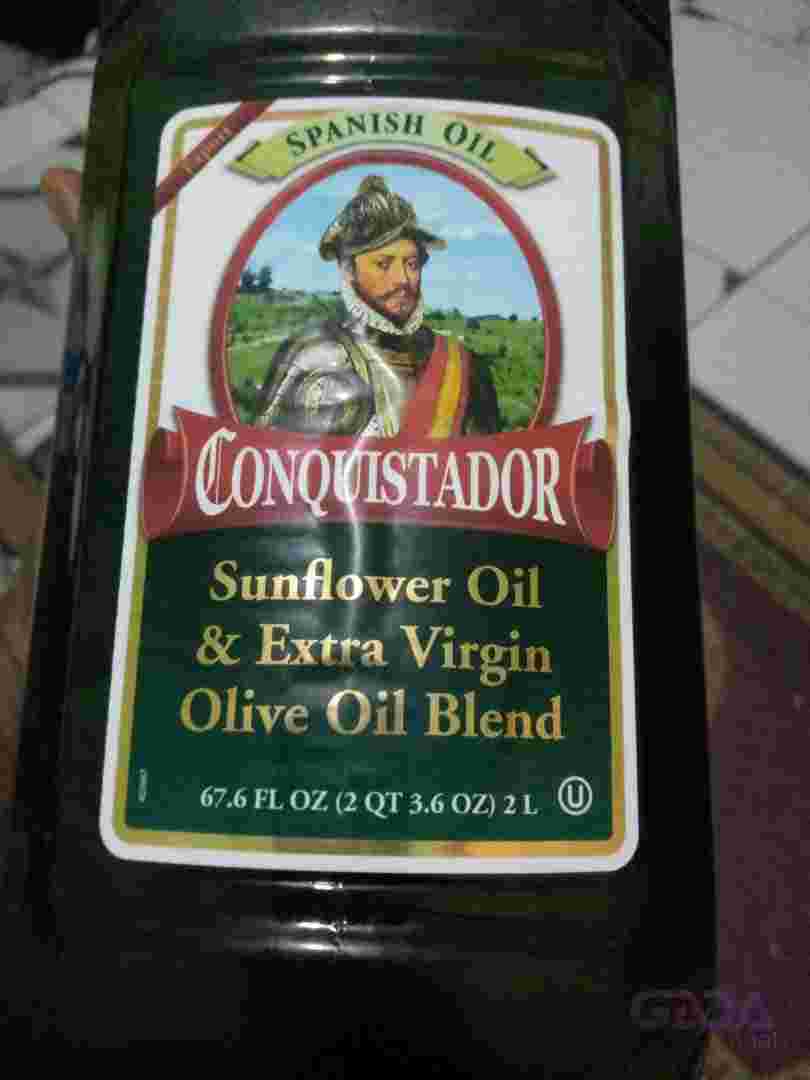 SPANISH OIL
CONQUISTADOR
Sunflower Oil
& Extra Virgin
Olive Oil Blend
67.6 FL OZ (2 QT 3.6 OZ) 2 L
U